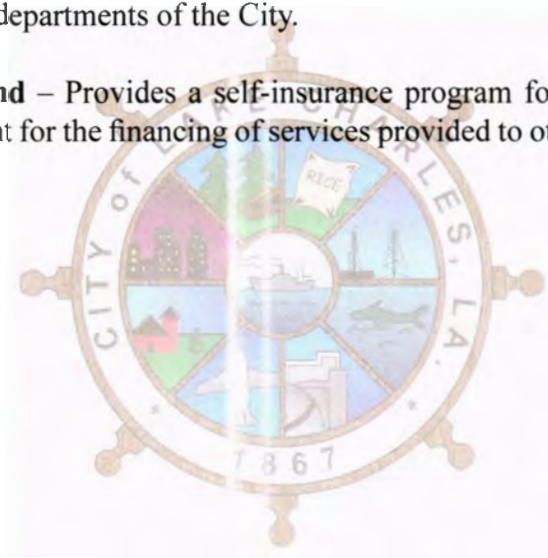 departments of the City.
nd – Provides a self-insurance program fo
nt for the financing of services provided to ot
CITY of LAKE CHARLES, LA.
RICE
1867